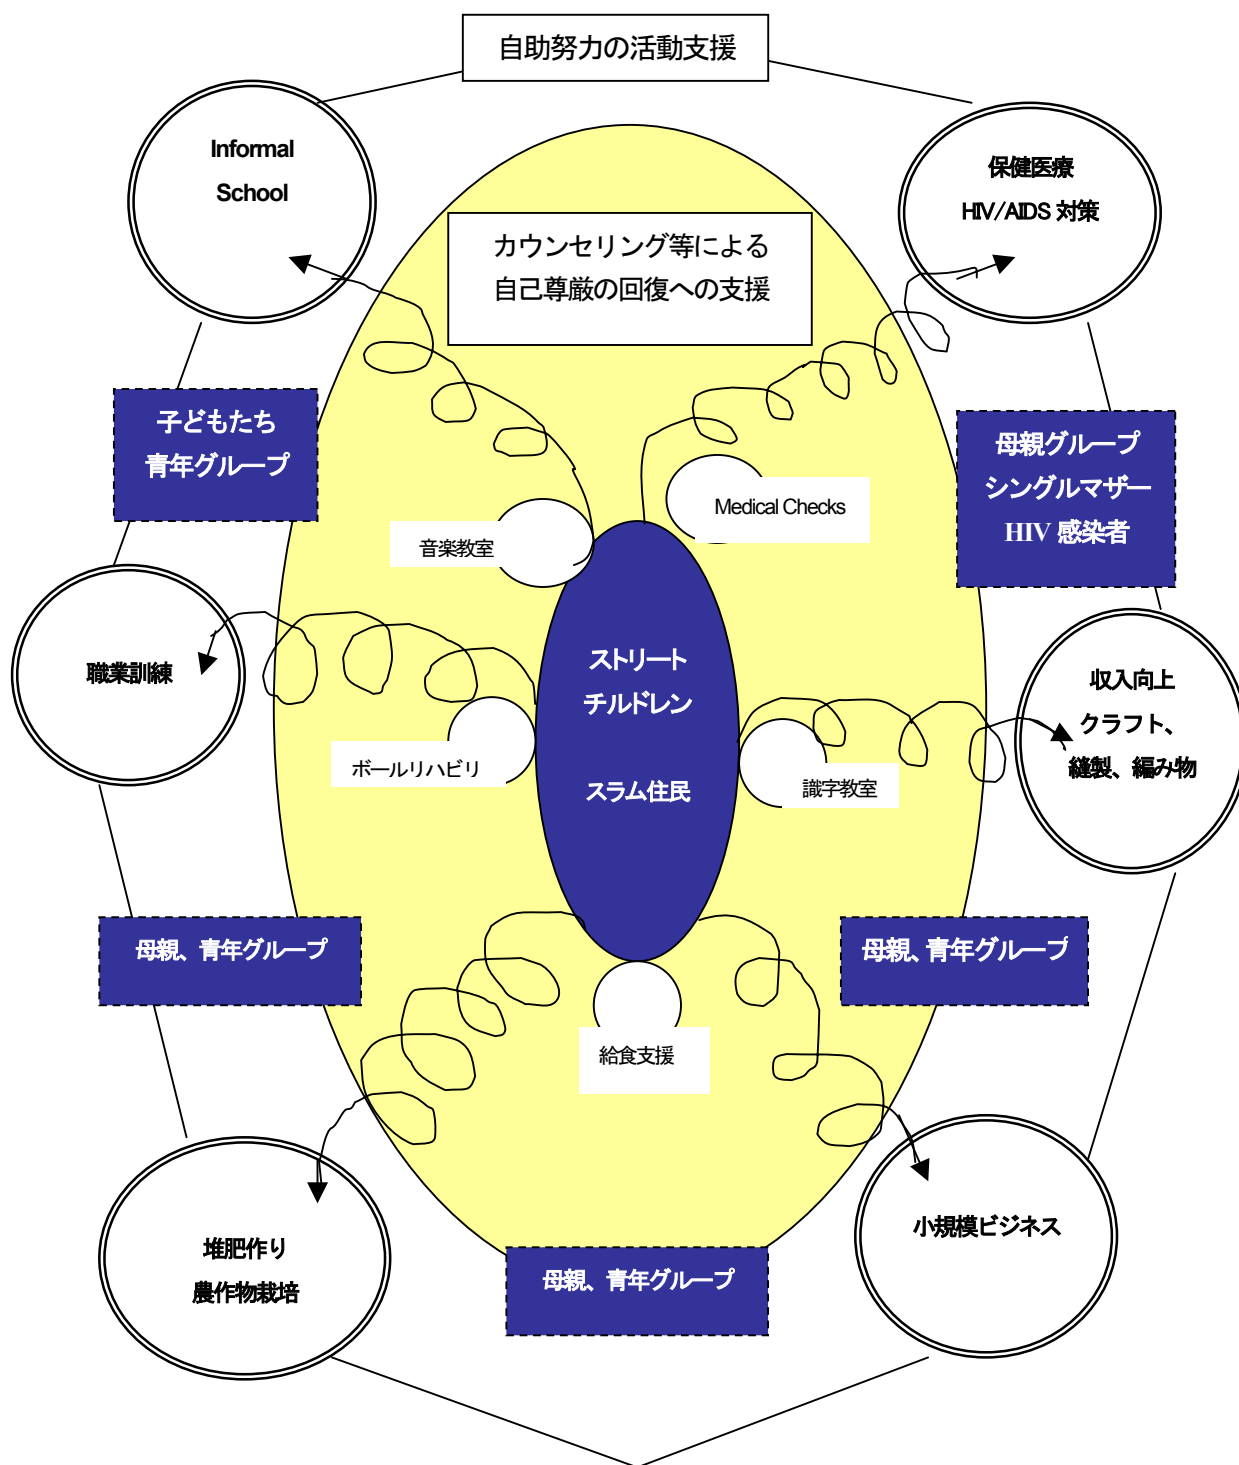 自助努力の活動支援
Informal
School
保健医療
HIV/AIDS 対策
カウンセリング等による
自己尊厳の回復への支援
子どもたち
青年グループ
母親グループ
シングルマザー
HIV 感染者
Medical Checks
音楽教室
ストリート
チルドレン
スラム住民
職業訓練
収入向上
クラフト、
縫製、編み物
ボールリハビリ
識字教室
母親、青年グループ
母親、青年グループ
給食支援
堆肥作り
農作物栽培
小規模ビジネス
母親、青年グループ